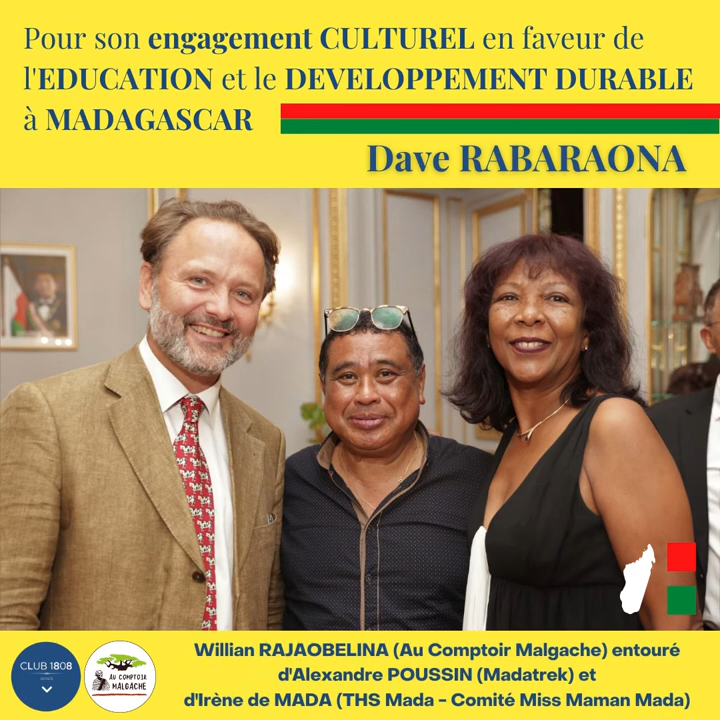 Pour son engagement CULTUREL en faveur de
l'EDUCATION et le DEVELOPPEMENT DURABLE
à MADAGASCAR
Dave RABARAONA
CLUB 1808
AU COMPTOIR
MALGACHE
Willian RAJAOBELINA (Au Comptoir Malgache) entouré
d'Alexandre POUSSIN (Madatrek) et
d'Irène de MADA (THS Mada - Comité Miss Maman Mada)